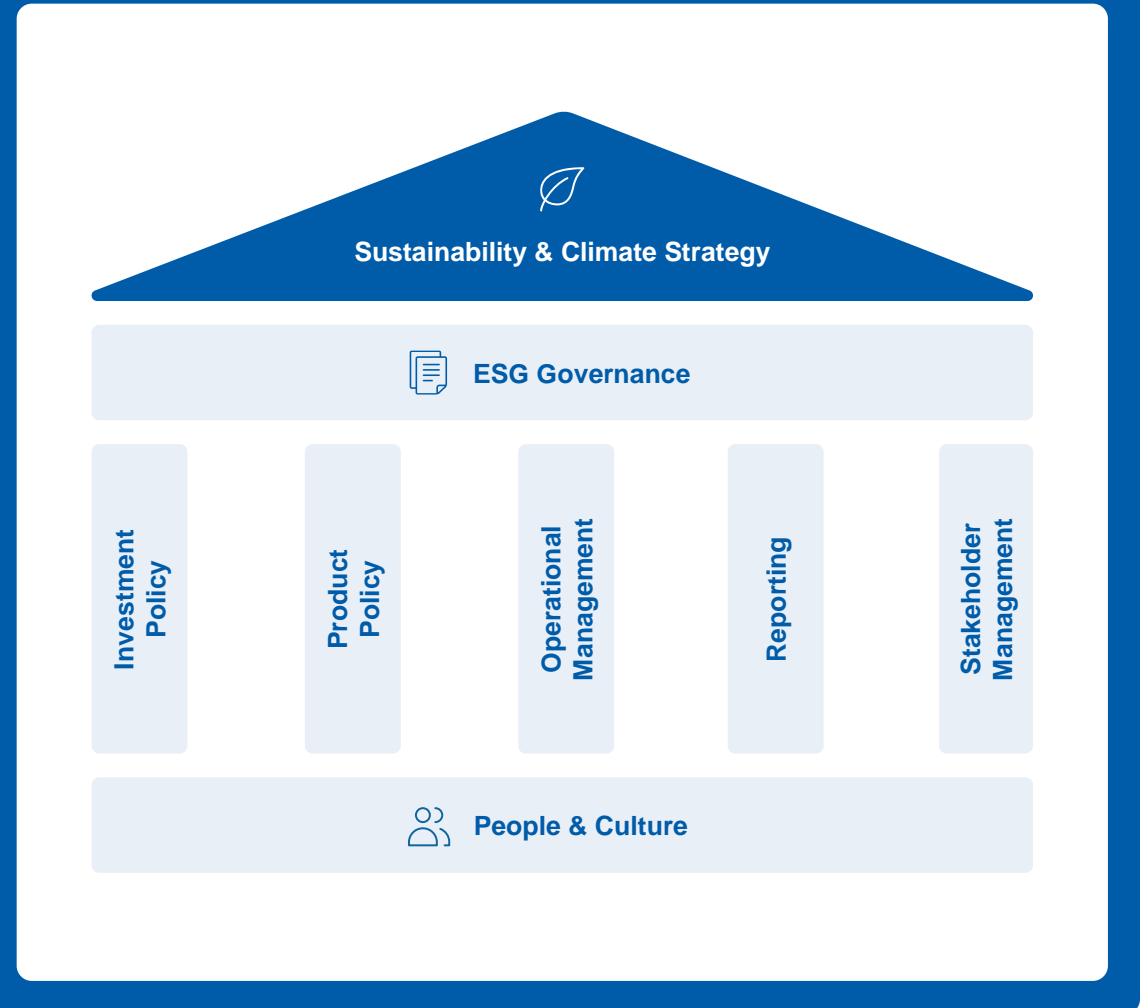 Sustainability & Climate Strategy
ESG Governance
Investment
Policy
Product
Policy
Operational
Management
Reporting
Stakeholder
Management
People & Culture